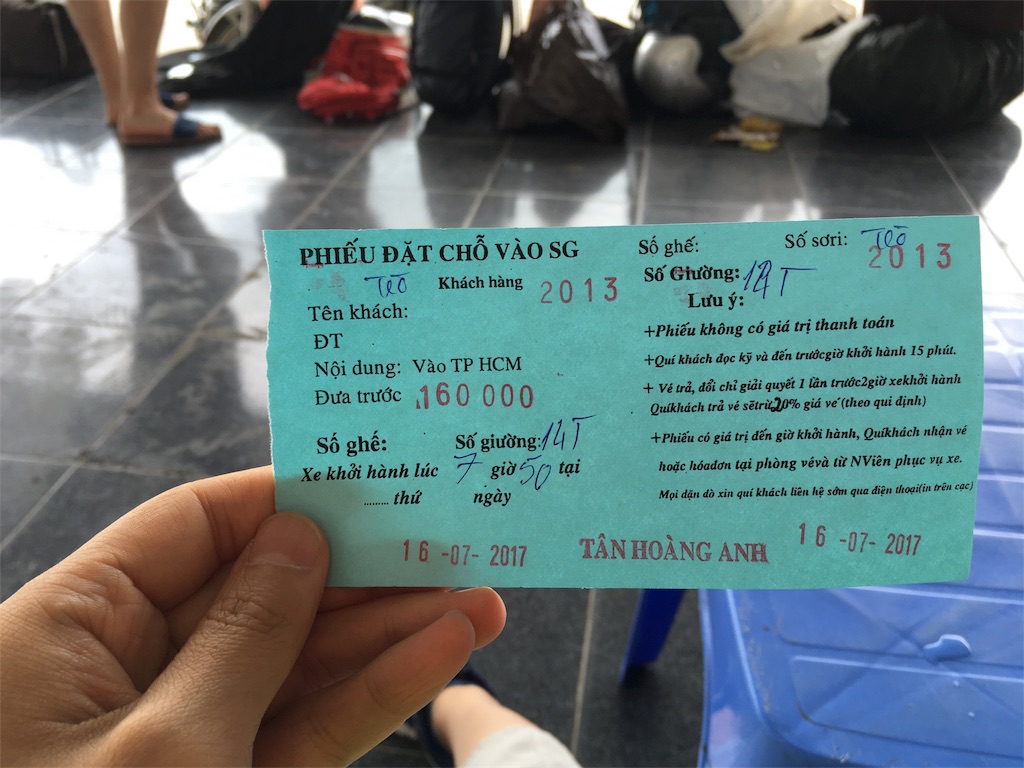 PHIẾU ĐẶT CHỖ VÀO SG
Tèo Khách hàng 2013
Tên khách:
ĐT
Nội dung: Vào TP HCM
Đưa trước 160 000
Số ghế: Số giường: 14T
Xe khởi hành lúc 7 giờ 50 tại
......... thứ ngày
16 -07- 2017
TÂN HOÀNG ANH
Số ghế: Số sơri: Tèo 2013
Số Giường: 14T
Lưu ý:
+Phiếu không có giá trị thanh toán
+Quí khách đọc kỹ và đến trướcgiờ khởi hành 15 phút.
+ Vé trả, đổi chỉ giải quyết 1 lần trước2giờ xekhởi hành
Quíkhách trả vé sẽtrừ20% giá vé (theo qui định)
+Phiếu có giá trị đến giờ khởi hành, Quíkhách nhận vé
hoặc hóađơn tại phòng vévà từ NViên phục vụ xe.
Mọi dặn dò xin quí khách liên hệ sớm qua điện thoại(in trên cạc)
16 -07- 2017